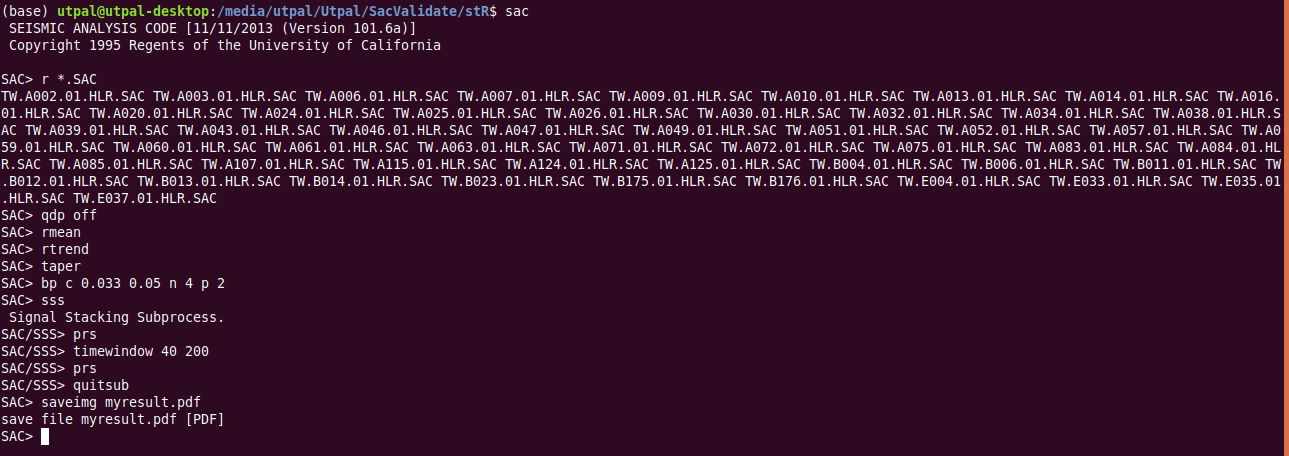 (base) utpal@utpal-desktop:/media/utpal/Utpal/SacValidate/stR$ sac
SEISMIC ANALYSIS CODE [11/11/2013 (Version 101.6a)]
Copyright 1995 Regents of the University of California
SAC> r *.SAC
TW.A002.01.HLR.SAC TW.A003.01.HLR.SAC TW.A006.01.HLR.SAC TW.A007.01.HLR.SAC TW.A009.01.HLR.SAC TW.A010.01.HLR.SAC TW.A013.01.HLR.SAC TW.A014.01.HLR.SAC TW.A016.
01.HLR.SAC TW.A020.01.HLR.SAC TW.A024.01.HLR.SAC TW.A025.01.HLR.SAC TW.A026.01.HLR.SAC TW.A030.01.HLR.SAC TW.A032.01.HLR.SAC TW.A034.01.HLR.SAC TW.A038.01.HLR.S
AC TW.A039.01.HLR.SAC TW.A043.01.HLR.SAC TW.A046.01.HLR.SAC TW.A047.01.HLR.SAC TW.A049.01.HLR.SAC TW.A051.01.HLR.SAC TW.A052.01.HLR.SAC TW.A057.01.HLR.SAC TW.A0
59.01.HLR.SAC TW.A060.01.HLR.SAC TW.A061.01.HLR.SAC TW.A063.01.HLR.SAC TW.A071.01.HLR.SAC TW.A072.01.HLR.SAC TW.A075.01.HLR.SAC TW.A083.01.HLR.SAC TW.A084.01.HL
R.SAC TW.A085.01.HLR.SAC TW.A107.01.HLR.SAC TW.A115.01.HLR.SAC TW.A124.01.HLR.SAC TW.A125.01.HLR.SAC TW.B004.01.HLR.SAC TW.B006.01.HLR.SAC TW.B011.01.HLR.SAC TW
.B012.01.HLR.SAC TW.B013.01.HLR.SAC TW.B014.01.HLR.SAC TW.B023.01.HLR.SAC TW.B175.01.HLR.SAC TW.B176.01.HLR.SAC TW.E004.01.HLR.SAC TW.E033.01.HLR.SAC TW.E035.01
.HLR.SAC TW.E037.01.HLR.SAC
SAC> qdp off
SAC> rmean
SAC> rtrend
SAC> taper
SAC> bp c 0.033 0.05 n 4 p 2
SAC> sss
Signal Stacking Subprocess.
SAC/SSS> prs
SAC/SSS> timewindow 40 200
SAC/SSS> prs
SAC/SSS> quitsub
SAC> saveimg myresult.pdf
save file myresult.pdf [PDF]
SAC>